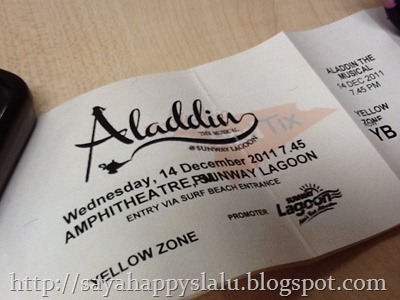 Aladdin
THE MUSICAL
@ SUNWAY LAGOON
TIX
Wednesday, 14 December 2011 7.45
AMPHITHEATRE, SUNWAY LAGOON
ENTRY VIA SURF BEACH ENTRANCE
PROMOTER
SUNWAY
Lagoon
YELLOW ZONE
ALADDIN THE
MUSICAL
14 DEC 2011
7.45 PM
YELLOW
ZONE
YB
http://sayahappyslalu.blogspot.com